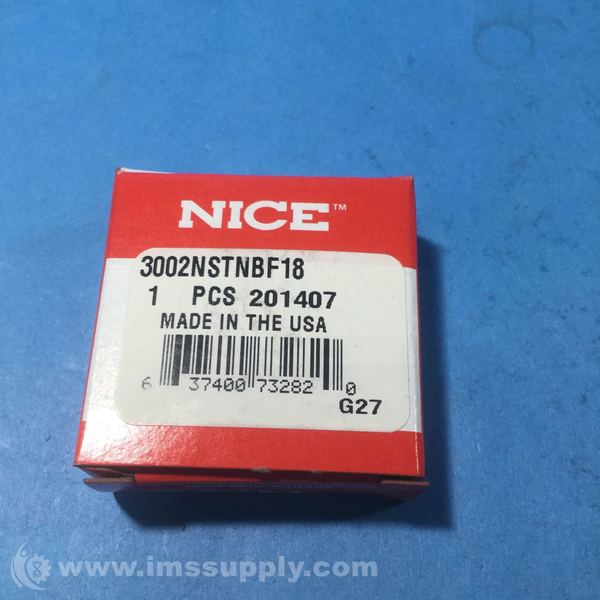 NICE™
3002NSTNBF18
1 PCS 201407
MADE IN THE USA
6 37400 73282 0
G27
www.imssupply.com